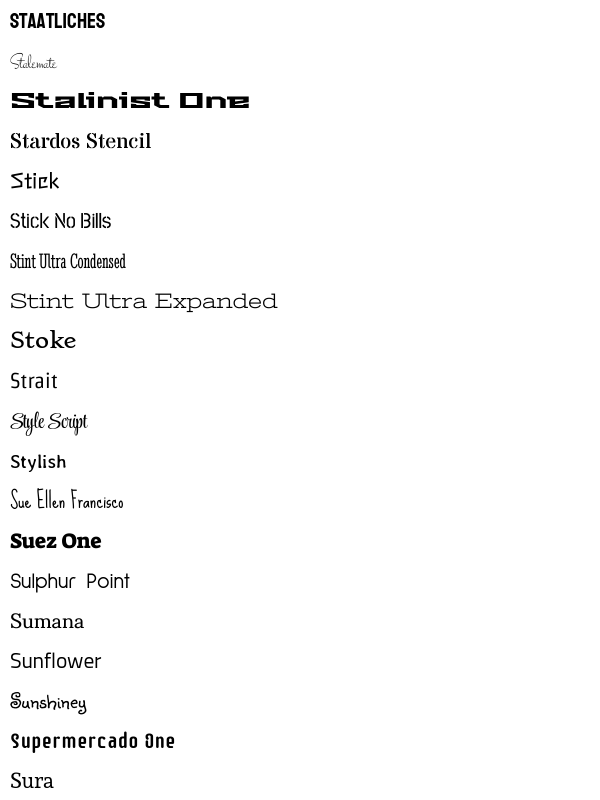 STAATLICHES
Stalemate
Stalinist One
Stardos Stencil
Stick
Stick No Bills
Stint Ultra Condensed
Stint Ultra Expanded
Stoke
Strait
Style Script
Stylish
Sue Ellen Francisco
Suez One
Sulphur Point
Sumana
Sunflower
Sunshiney
Supermercado One
Sura